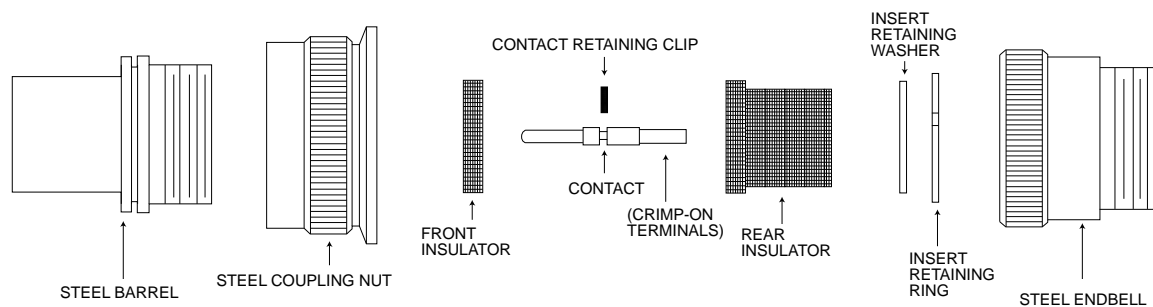 STEEL BARREL
STEEL COUPLING NUT
FRONT
INSULATOR
CONTACT RETAINING CLIP
CONTACT
(CRIMP-ON
TERMINALS)
REAR
INSULATOR
INSERT
RETAINING
WASHER
INSERT
RETAINING
RING
STEEL ENDBELL